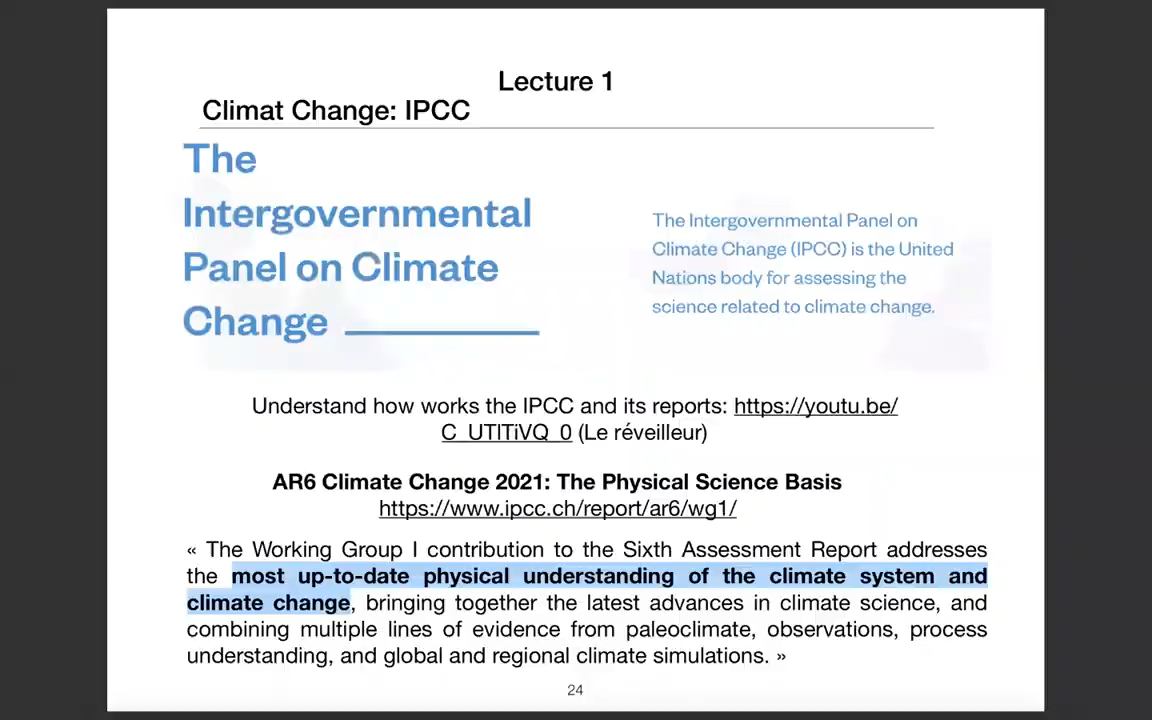 Lecture 1
Climat Change: IPCC
The
Intergovernmental
Panel on Climate
Change
The Intergovernmental Panel on
Climate Change (IPCC) is the United
Nations body for assessing the
science related to climate change.
Understand how works the IPCC and its reports: https://youtu.be/
C_UTlTiVQ_0 (Le réveilleur)
AR6 Climate Change 2021: The Physical Science Basis
https://www.ipcc.ch/report/ar6/wg1/
« The Working Group I contribution to the Sixth Assessment Report addresses
the most up-to-date physical understanding of the climate system and
climate change, bringing together the latest advances in climate science, and
combining multiple lines of evidence from paleoclimate, observations, process
understanding, and global and regional climate simulations. »
24